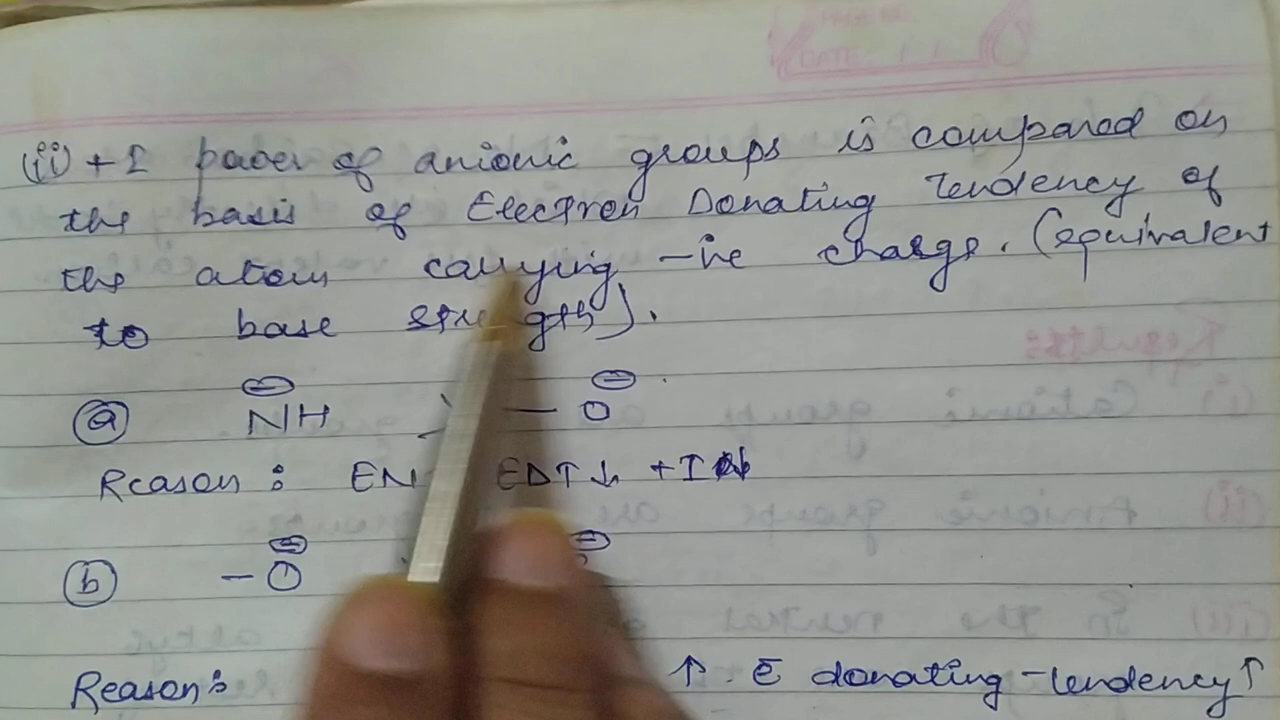 (ii) +I power of anionic groups is compared on
the basis of Electron Donating tendency of
the atom carrying -ive charge. (equivalent
to base strength).
(a) ⊖NH > -O⊖
Reason : EN EDT↓ +I↓
(b) -O⊖
Reason: ↑. E donating-tendency↑